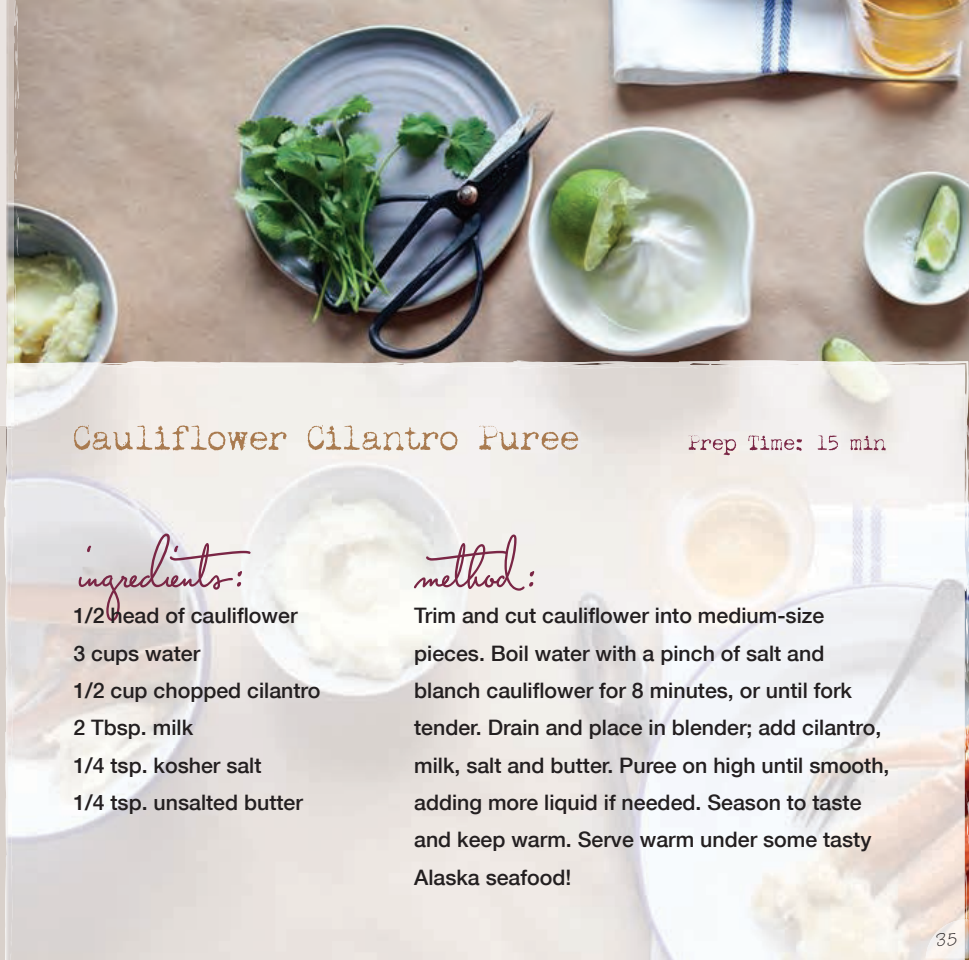 Cauliflower Cilantro Puree
Prep Time: 15 min
ingredients:
1/2 head of cauliflower
3 cups water
1/2 cup chopped cilantro
2 Tbsp. milk
1/4 tsp. kosher salt
1/4 tsp. unsalted butter
method:
Trim and cut cauliflower into medium-size
pieces. Boil water with a pinch of salt and
blanch cauliflower for 8 minutes, or until fork
tender. Drain and place in blender; add cilantro,
milk, salt and butter. Puree on high until smooth,
adding more liquid if needed. Season to taste
and keep warm. Serve warm under some tasty
Alaska seafood!
35